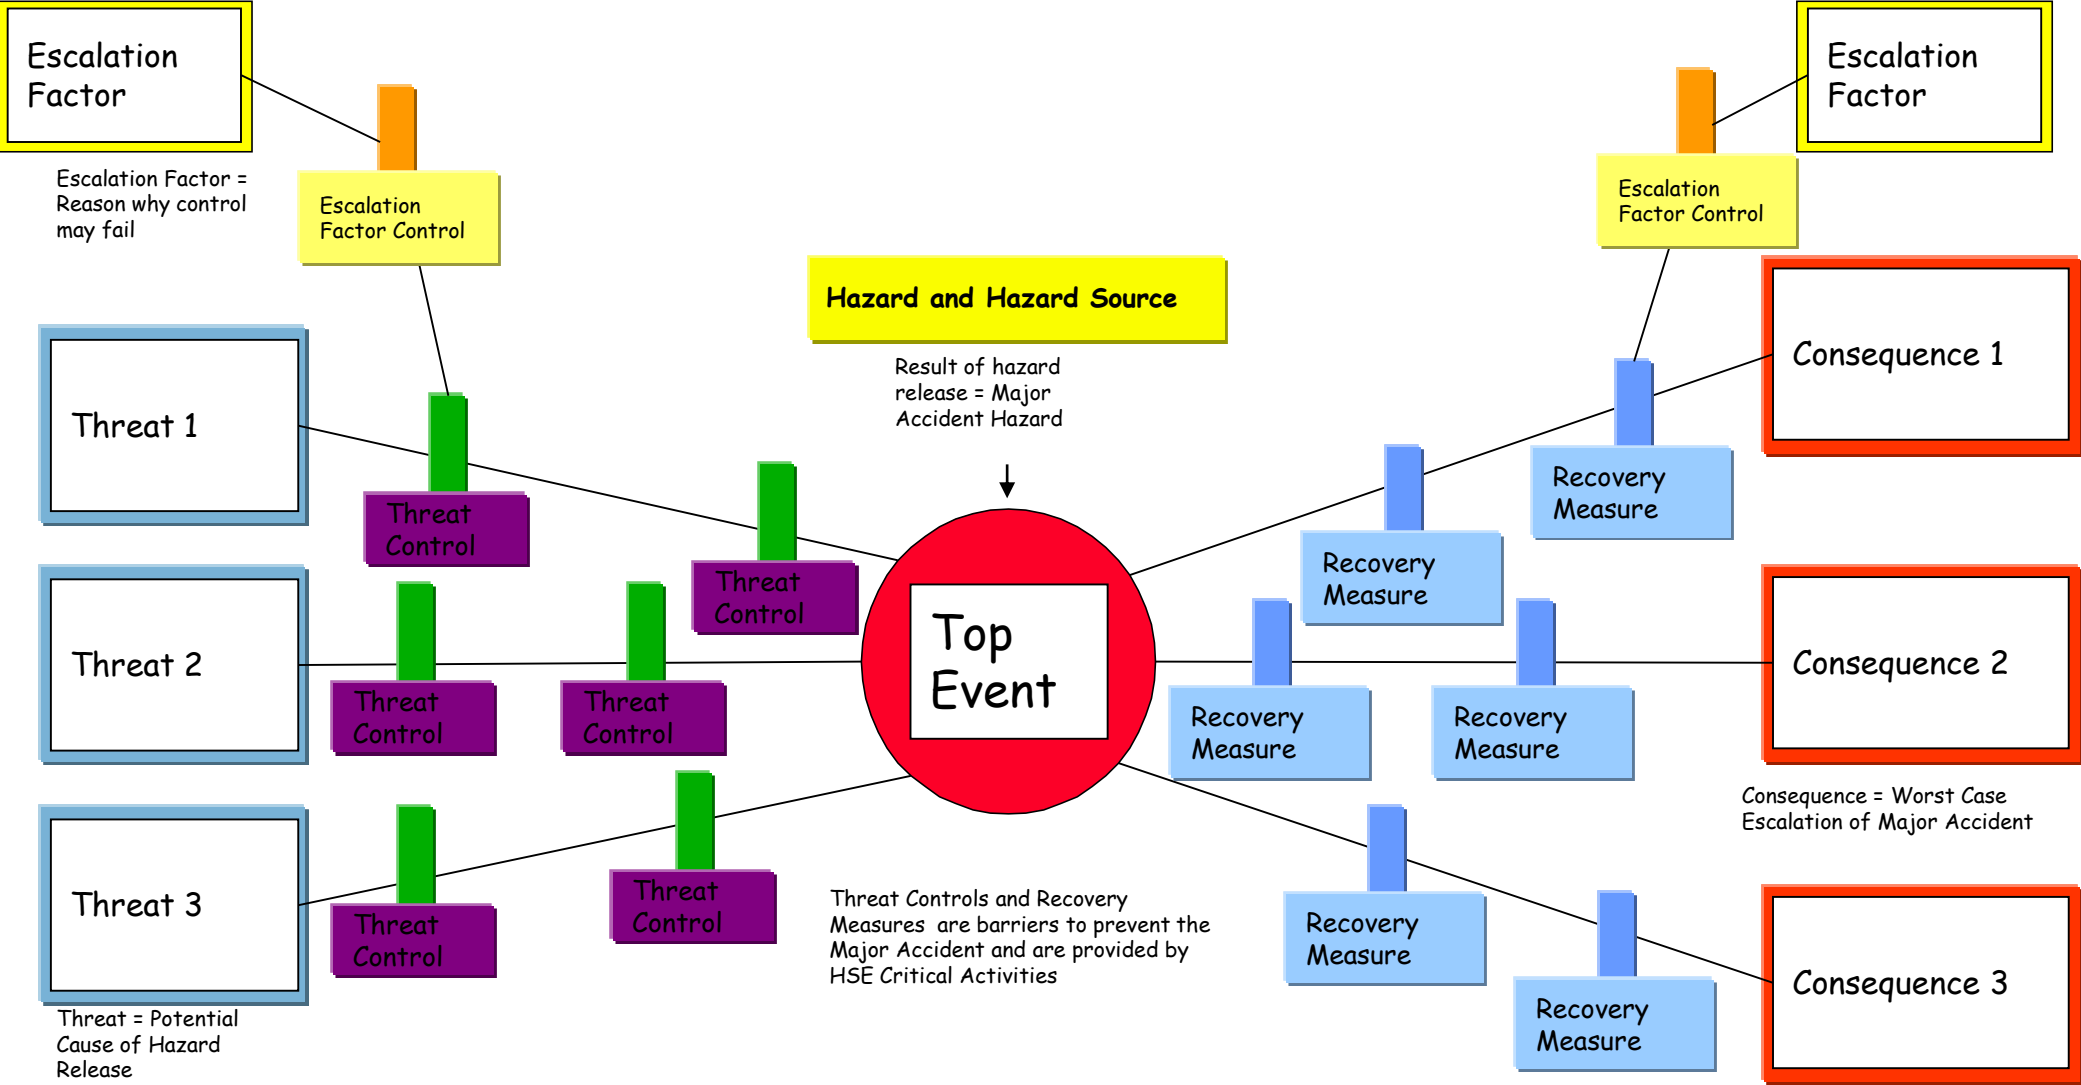 Escalation
Factor
Escalation
Factor
Escalation Factor =
Reason why control
may fail
Escalation
Factor Control
Escalation
Factor Control
Hazard and Hazard Source
Result of hazard
release = Major
Accident Hazard
Threat 1
Threat
Control
Threat
Control
Consequence 1
Recovery
Measure
Recovery
Measure
Threat 2
Threat
Control
Threat
Control
Top
Event
Recovery
Measure
Recovery
Measure
Consequence 2
Consequence = Worst Case
Escalation of Major Accident
Threat 3
Threat
Control
Threat
Control
Threat Controls and Recovery
Measures are barriers to prevent the
Major Accident and are provided by
HSE Critical Activities
Recovery
Measure
Recovery
Measure
Consequence 3
Threat = Potential
Cause of Hazard
Release